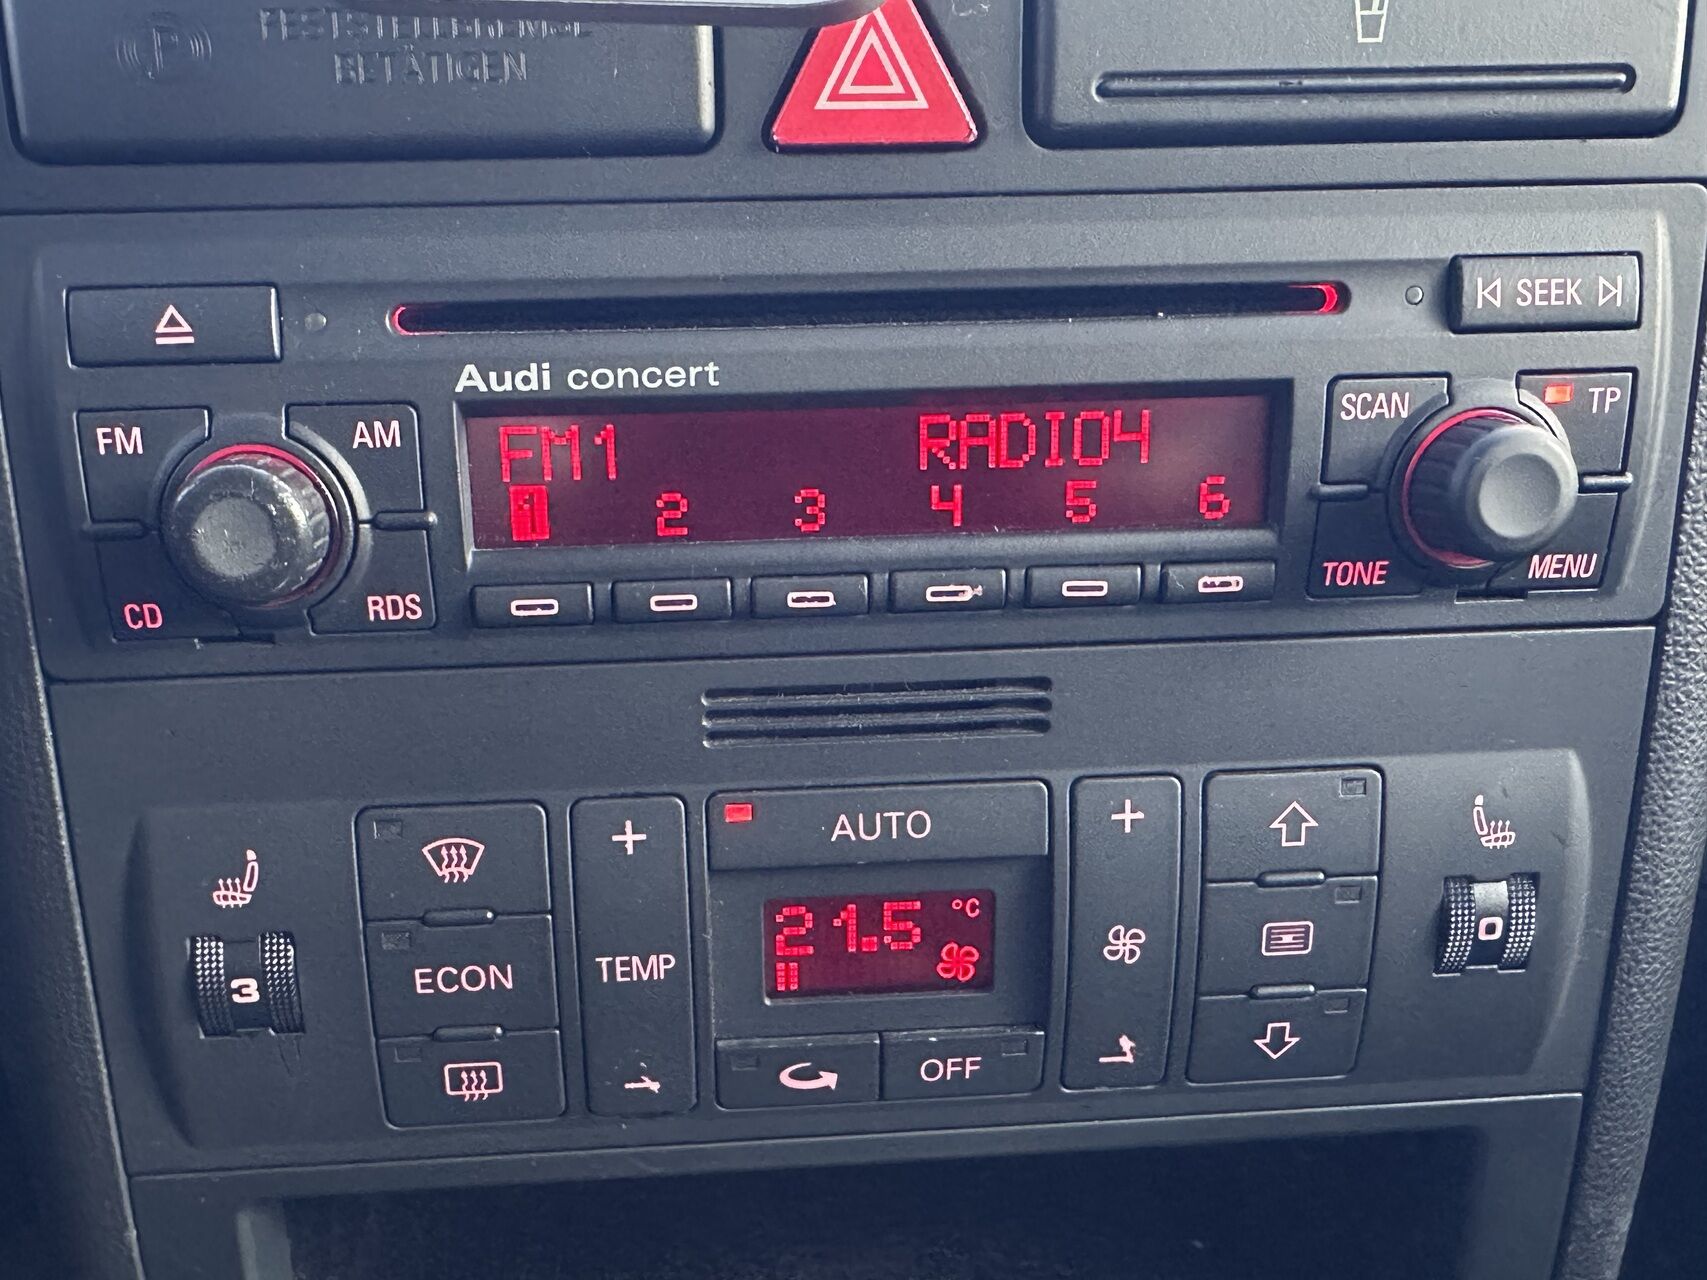 FESTSTELLBREMSE
BETÄTIGEN
SEEK
Audi concert
FM
AM
CD
RDS
FM1 RADIO4
1 2 3 4 5 6
SCAN
TP
TONE
MENU
3
ECON
+
TEMP
AUTO
21.5 °C
OFF
+
0